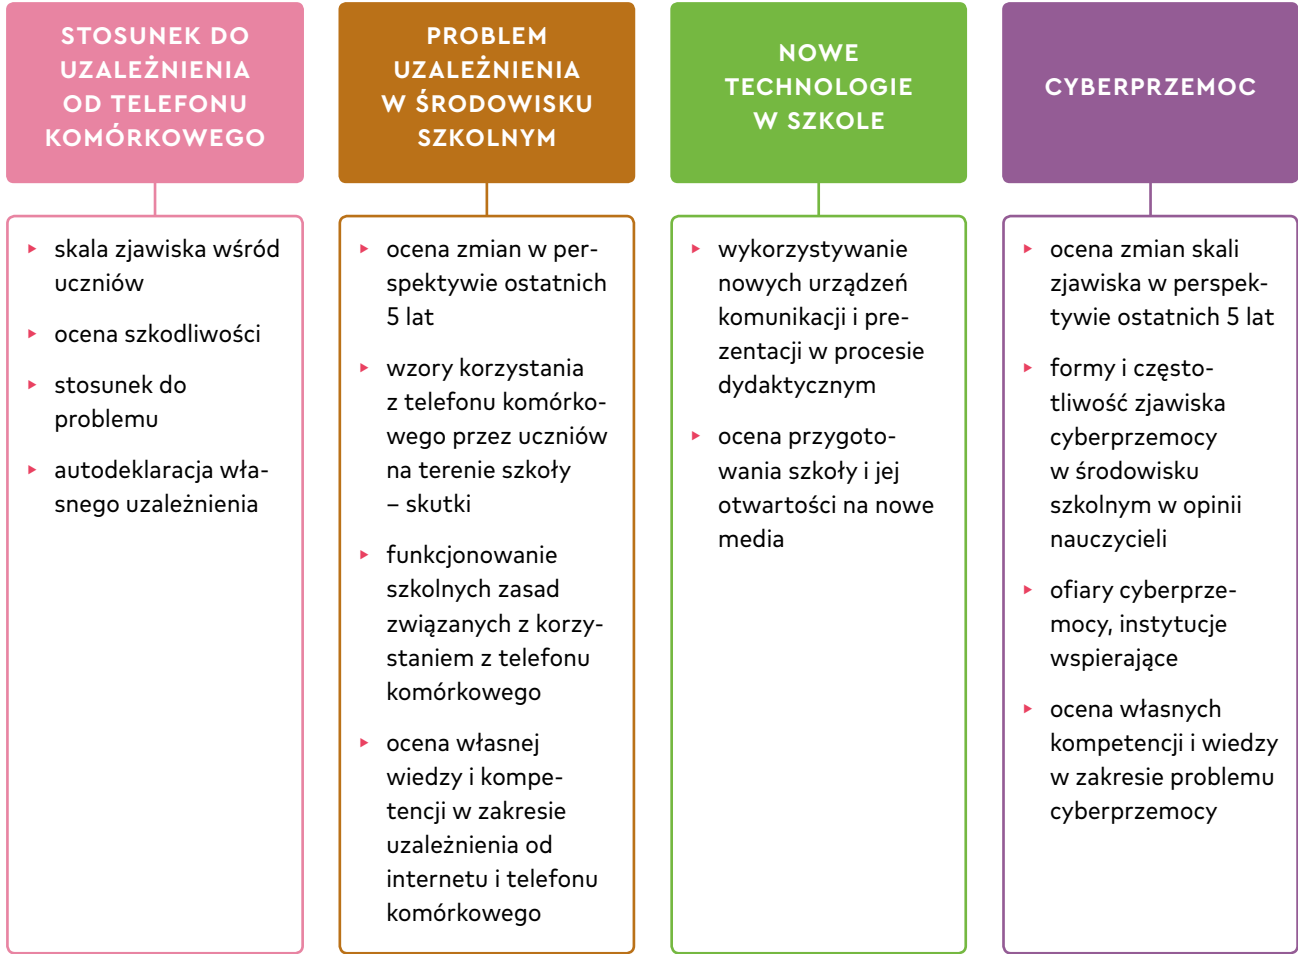 STOSUNEK DO
UZALEŻNIENIA
OD TELEFONU
KOMÓRKOWEGO
skala zjawiska wśród
uczniów
ocena szkodliwości
stosunek do
problemu
autodeklaracja wła-
snego uzależnienia
PROBLEM
UZALEŻNIENIA
W ŚRODOWISKU
SZKOLNYM
ocena zmian w per-
spektywie ostatnich
5 lat
wzory korzystania
z telefonu komórko-
wego przez uczniów
na terenie szkoły
– skutki
funkcjonowanie
szkolnych zasad
związanych z korzy-
staniem z telefonu
komórkowego
ocena własnej
wiedzy i kompe-
tencji w zakresie
uzależnienia od
internetu i telefonu
komórkowego
NOWE
TECHNOLOGIE
W SZKOLE
wykorzystywanie
nowych urządzeń
komunikacji i pre-
zentacji w procesie
dydaktycznym
ocena przygoto-
wania szkoły i jej
otwartości na nowe
media
CYBERPRZEMOC
ocena zmian skali
zjawiska w perspek-
tywie ostatnich 5 lat
formy i często-
tliwość zjawiska
cyberprzemocy
w środowisku
szkolnym w opinii
nauczycieli
ofiary cyberprze-
mocy, instytucje
wspierające
ocena własnych
kompetencji i wiedzy
w zakresie problemu
cyberprzemocy